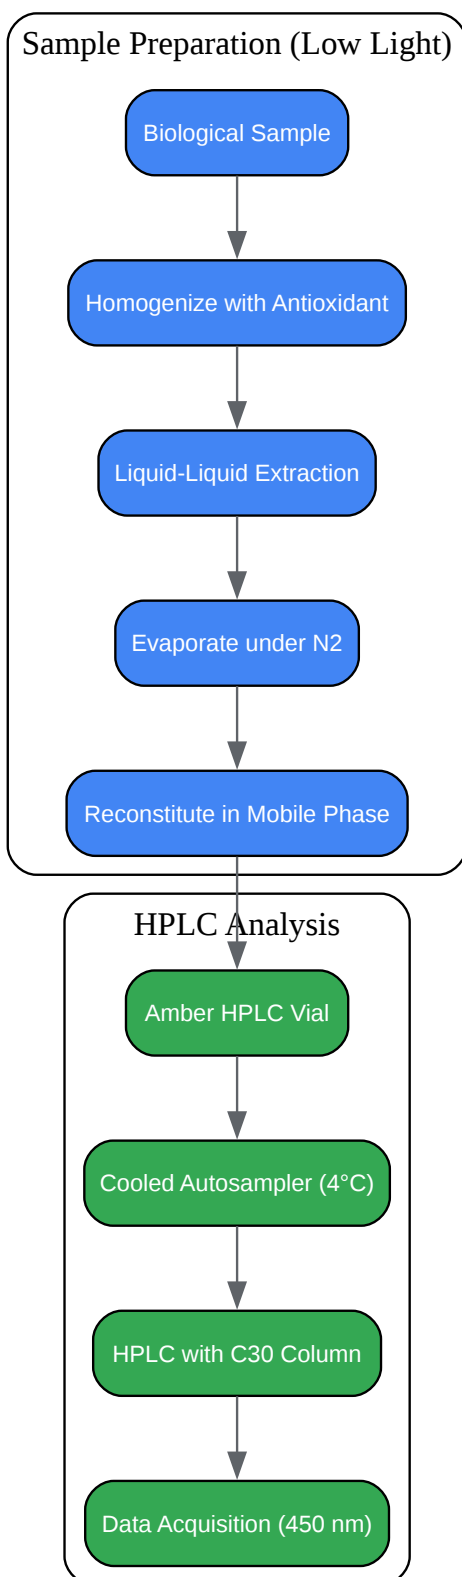 Sample Preparation (Low Light)
Biological Sample
Homogenize with Antioxidant
Liquid-Liquid Extraction
Evaporate under N2
Reconstitute in Mobile Phase
HPLC Analysis
Amber HPLC Vial
Cooled Autosampler (4°C)
HPLC with C30 Column
Data Acquisition (450 nm)